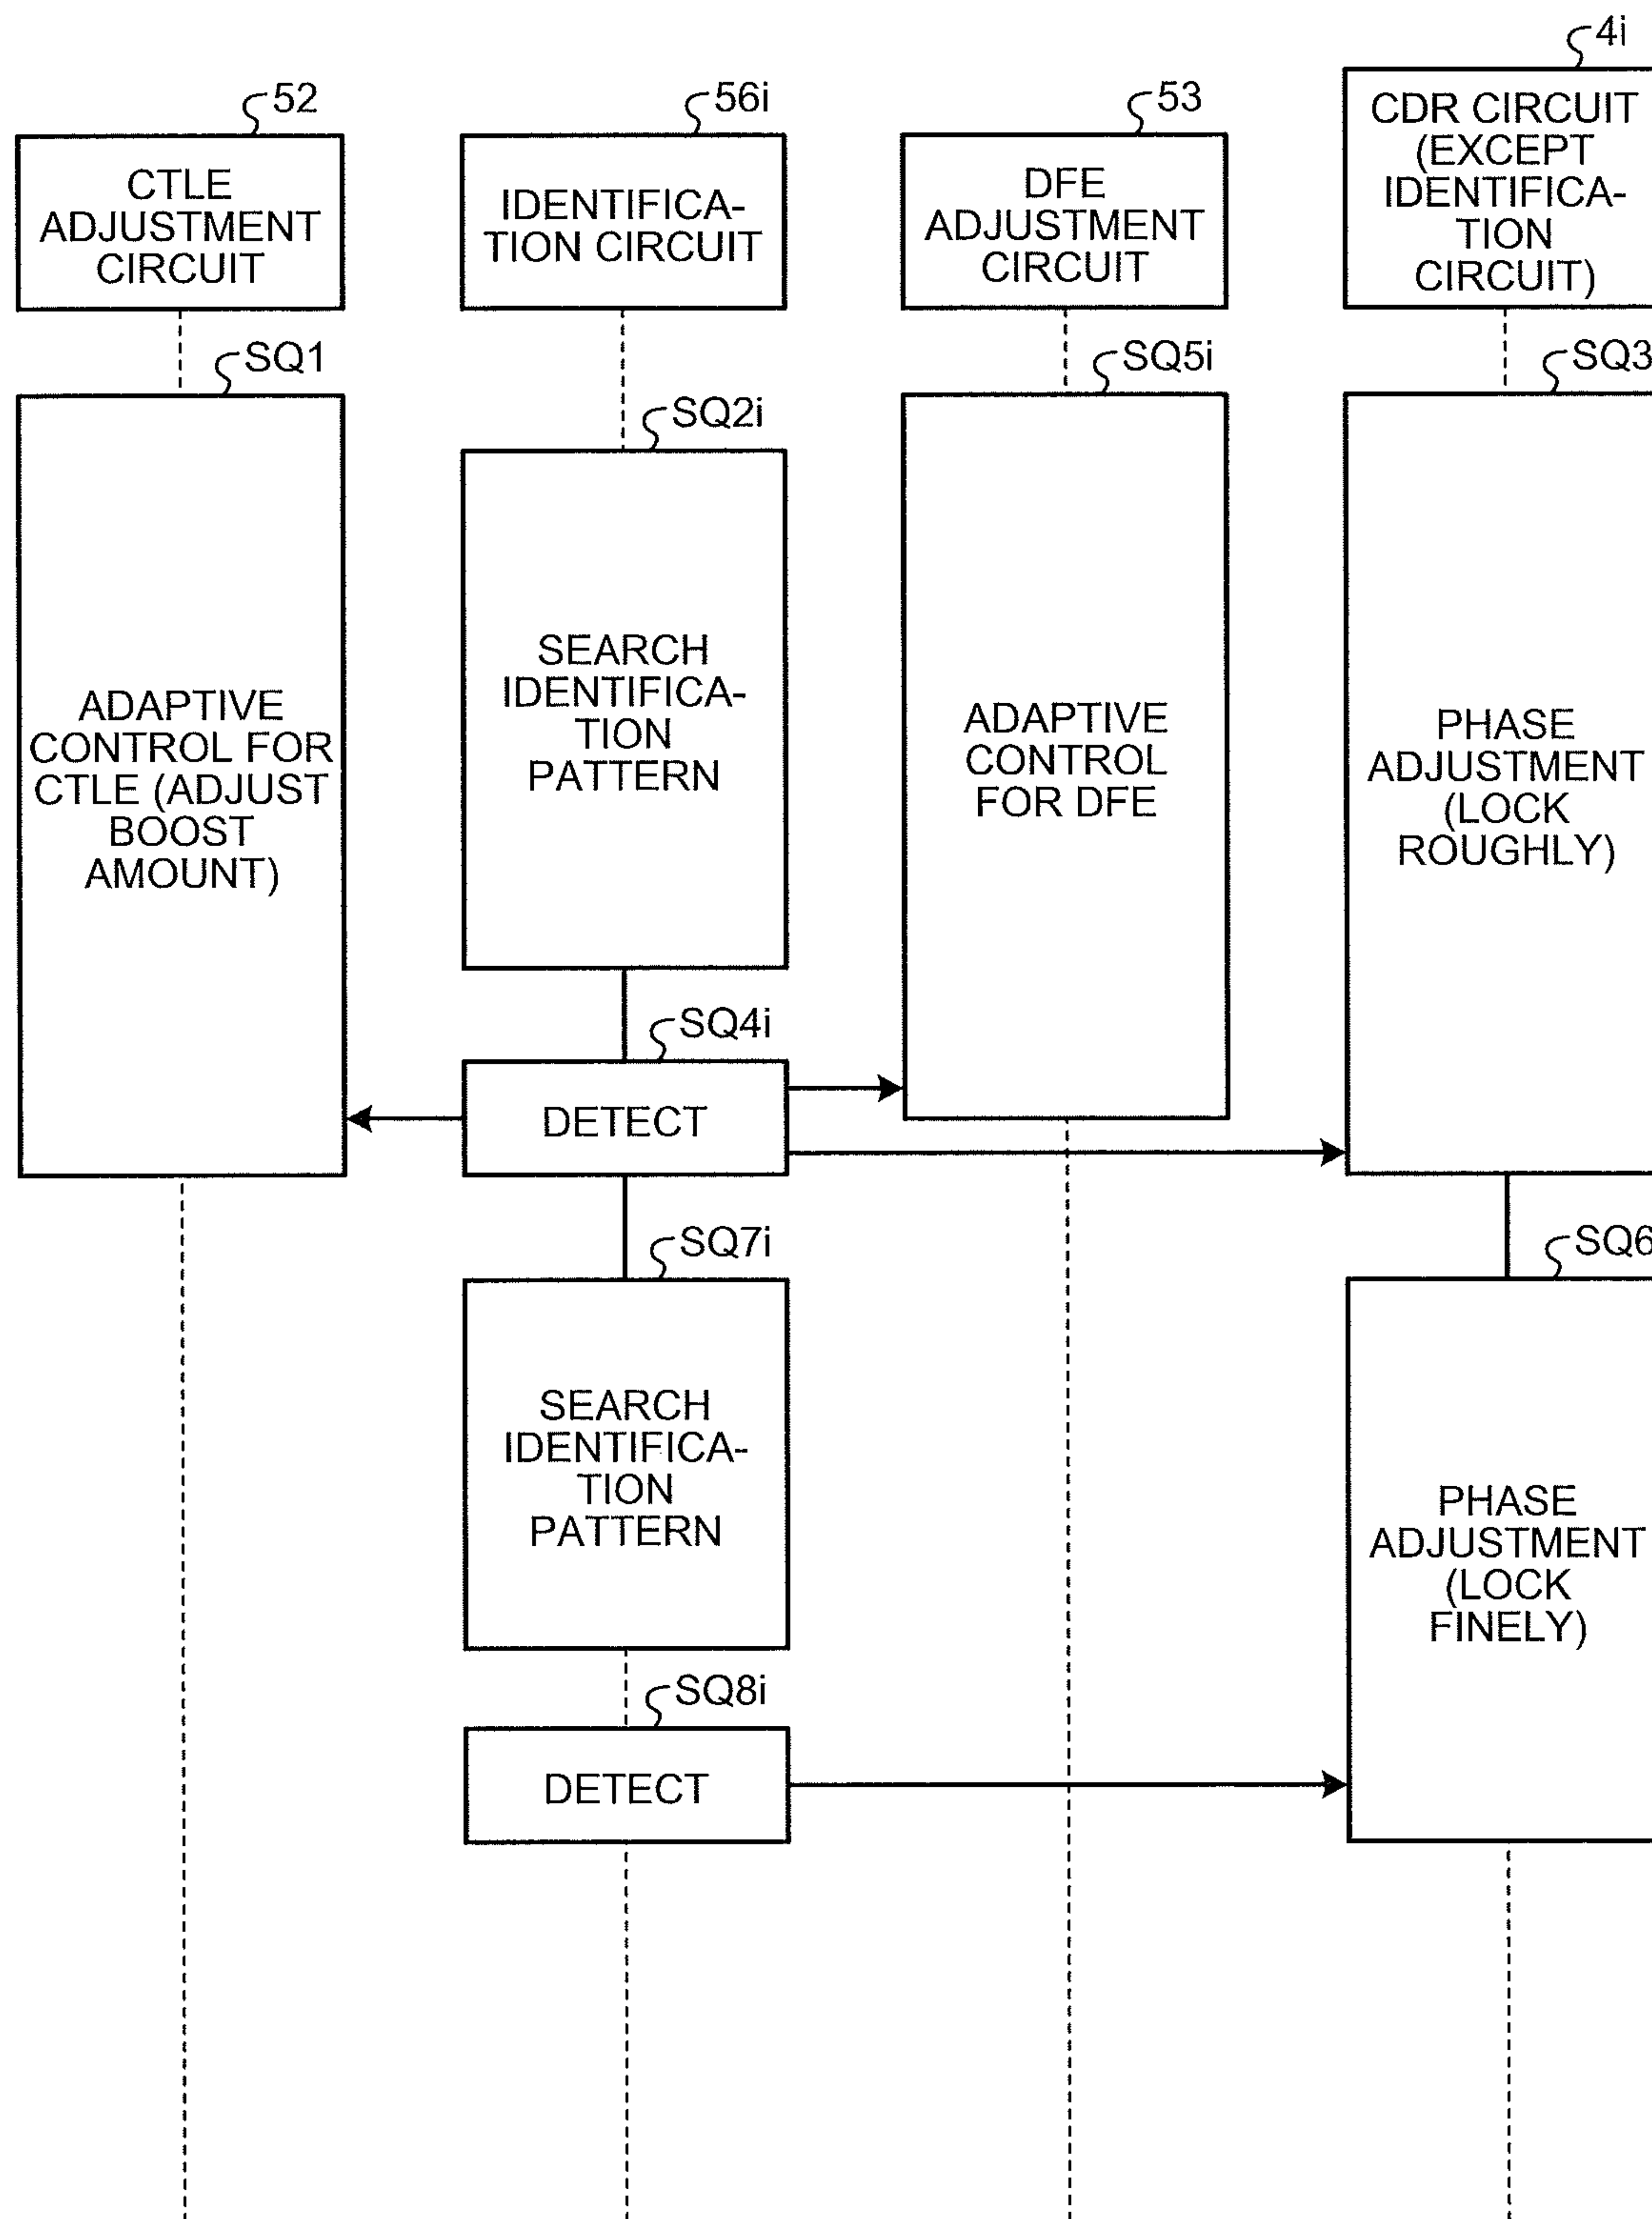 4i
52
56i
53
CTLE
ADJUSTMENT
CIRCUIT
IDENTIFICA-
TION CIRCUIT
DFE
ADJUSTMENT
CIRCUIT
CDR CIRCUIT
(EXCEPT
IDENTIFICA-
TION
CIRCUIT)
SQ1
SQ2i
SQ5i
SQ3
ADAPTIVE
CONTROL FOR
CTLE (ADJUST
BOOST
AMOUNT)
SEARCH
IDENTIFICA-
TION
PATTERN
ADAPTIVE
CONTROL
FOR DFE
PHASE
ADJUSTMENT
(LOCK
ROUGHLY)
SQ4i
DETECT
SQ7i
SQ6
SEARCH
IDENTIFICA-
TION
PATTERN
PHASE
ADJUSTMENT
(LOCK
FINELY)
SQ8i
DETECT